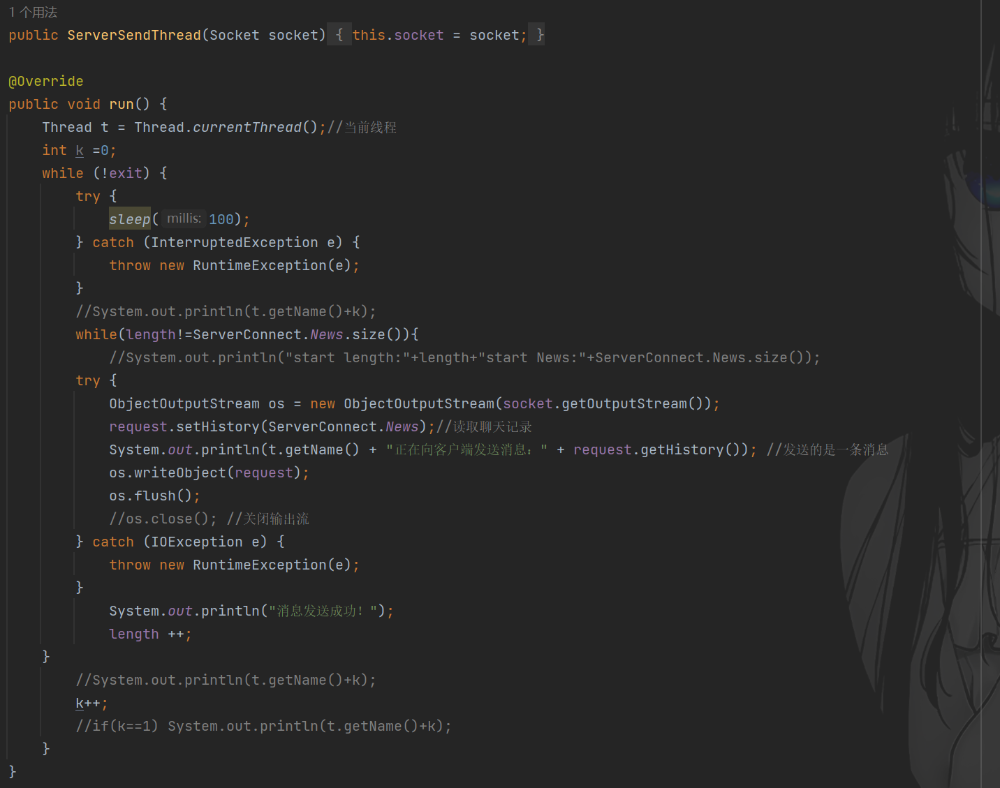 1 个用法
public ServerSendThread(Socket socket) { this.socket = socket; }
@Override
public void run() {
Thread t = Thread.currentThread();//当前线程
int k =0;
while (!exit) {
try {
sleep( millis: 100);
} catch (InterruptedException e) {
throw new RuntimeException(e);
}
//System.out.println(t.getName()+k);
while(length!=ServerConnect.News.size()){
//System.out.println("start length:"+length+"start News:"+ServerConnect.News.size());
try {
ObjectOutputStream os = new ObjectOutputStream(socket.getOutputStream());
request.setHistory(ServerConnect.News);//读取聊天记录
System.out.println(t.getName() + "正在向客户端发送消息：" + request.getHistory()); //发送的是一条消息
os.writeObject(request);
os.flush();
//os.close(); //关闭输出流
} catch (IOException e) {
throw new RuntimeException(e);
}
System.out.println("消息发送成功！");
length ++;
}
//System.out.println(t.getName()+k);
k++;
//if(k==1) System.out.println(t.getName()+k);
}
}